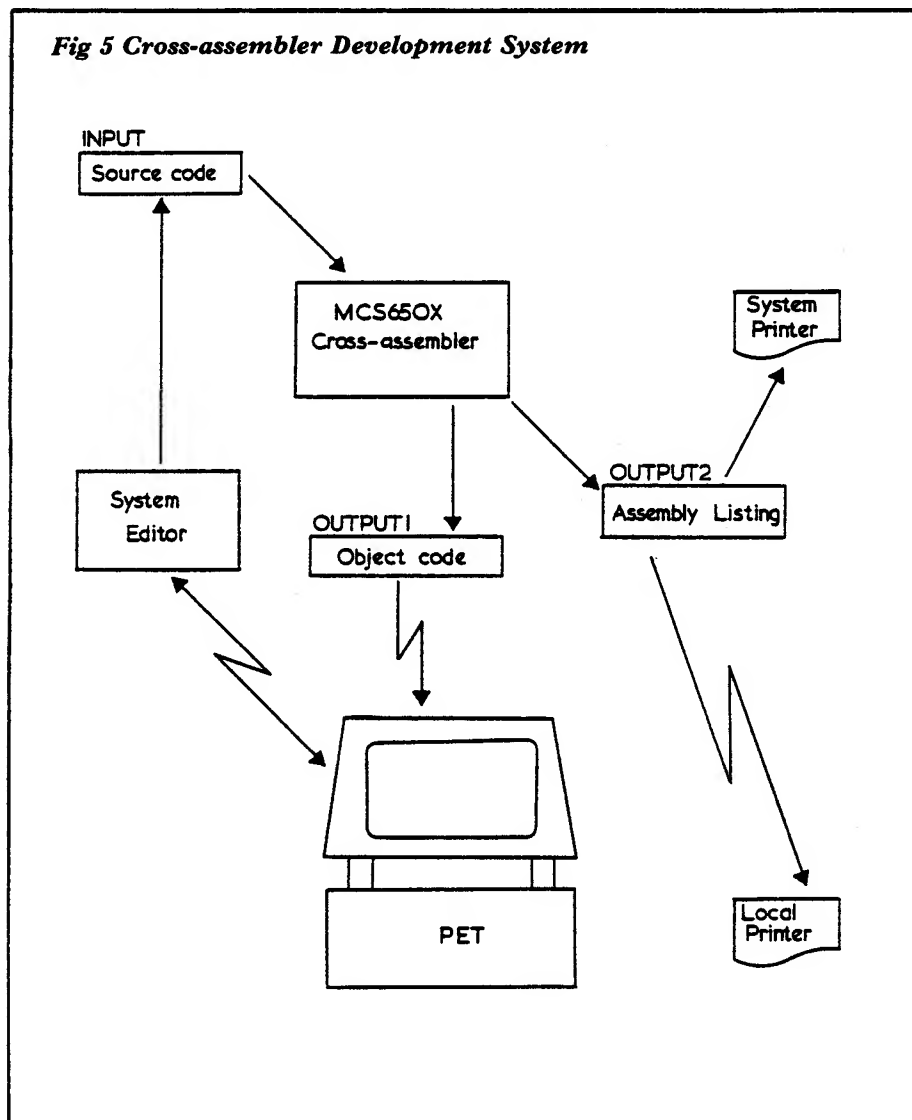 Fig 5 Cross-assembler Development System
INPUT
Source code
MCS650X
Cross-assembler
System
Printer
System
Editor
OUTPUT1
Object code
OUTPUT2
Assembly Listing
PET
Local
Printer